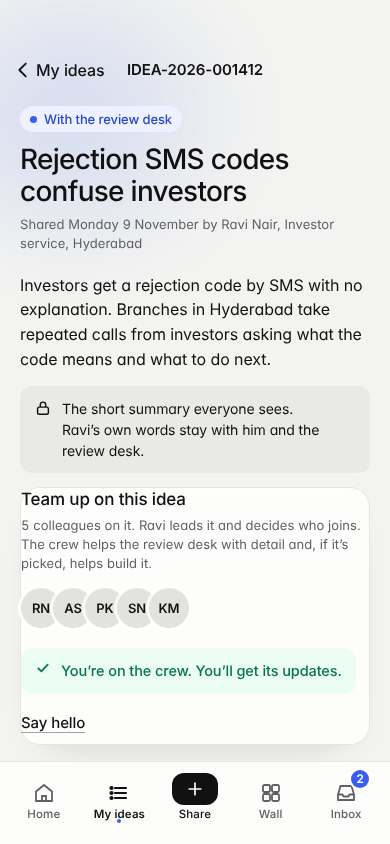 My ideas
IDEA-2026-001412
With the review desk
Rejection SMS codes
confuse investors
Shared Monday 9 November by Ravi Nair, Investor
service, Hyderabad
Investors get a rejection code by SMS with no
explanation. Branches in Hyderabad take
repeated calls from investors asking what the
code means and what to do next.
The short summary everyone sees.
Ravi’s own words stay with him and the
review desk.
Team up on this idea
5 colleagues on it. Ravi leads it and decides who joins.
The crew helps the review desk with detail and, if it’s
picked, helps build it.
RN AS PK SN KM
You’re on the crew. You’ll get its updates.
Say hello
2
Home My ideas Share Wall Inbox